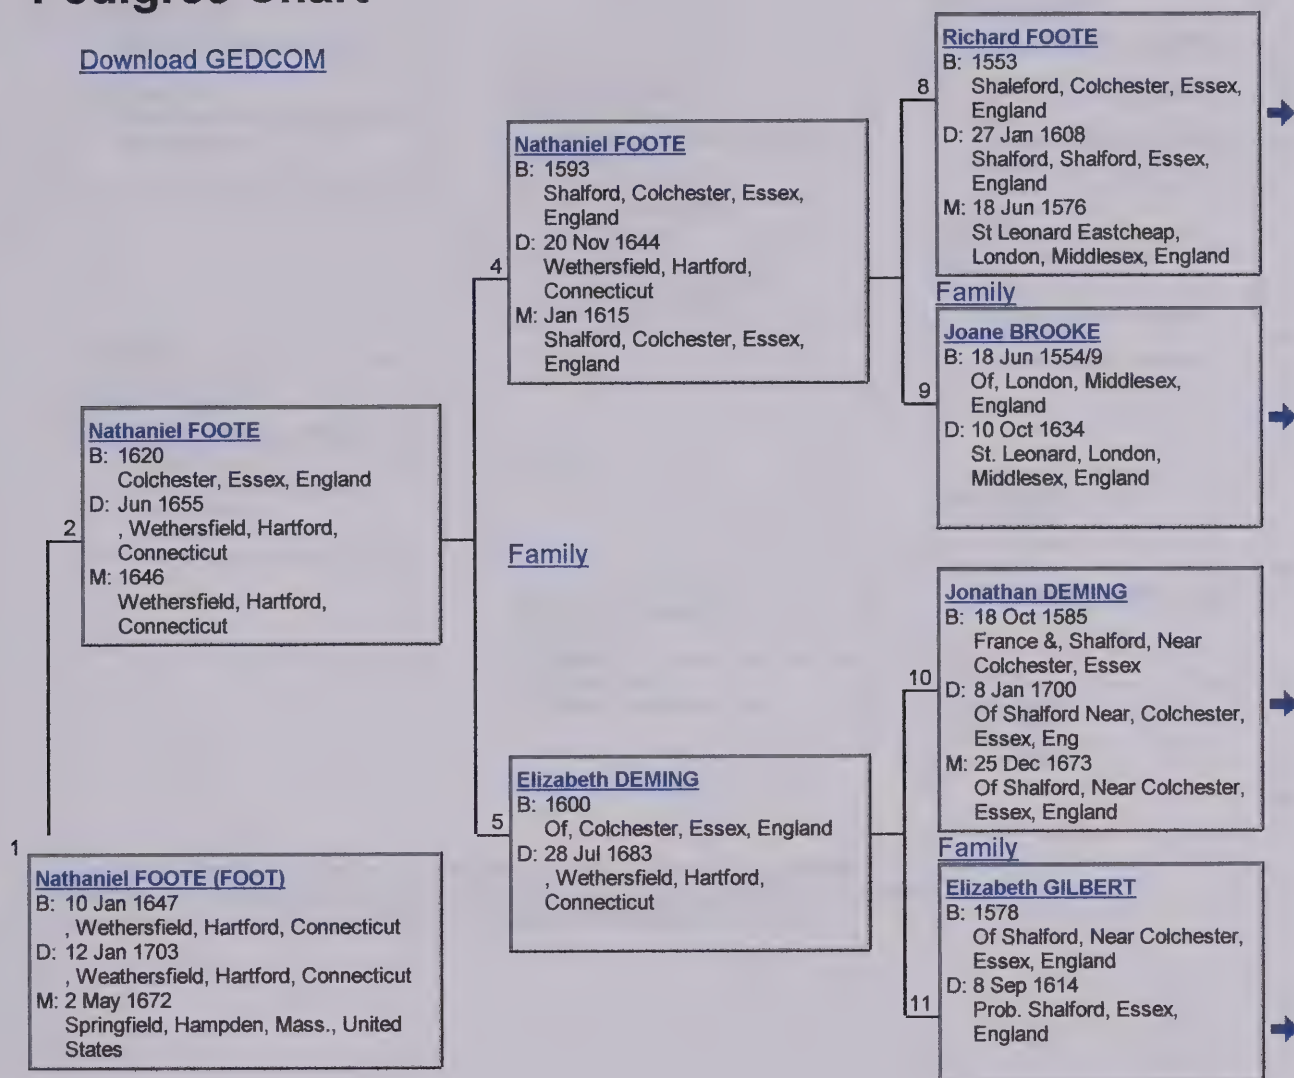 Download GEDCOM
Richard FOOTE
B: 1553
Shaleford, Colchester, Essex,
England
D: 27 Jan 1608
Shalford, Shalford, Essex,
England
M: 18 Jun 1576
St Leonard Eastcheap,
London, Middlesex, England
8
Nathaniel FOOTE
B: 1593
Shalford, Colchester, Essex,
England
D: 20 Nov 1644
Wethersfield, Hartford,
Connecticut
M: Jan 1615
Shalford, Colchester, Essex,
England
4
Family
Joane BROOKE
B: 18 Jun 1554/9
Of, London, Middlesex,
England
D: 10 Oct 1634
St. Leonard, London,
Middlesex, England
9
Nathaniel FOOTE
B: 1620
Colchester, Essex, England
D: Jun 1655
, Wethersfield, Hartford,
Connecticut
M: 1646
Wethersfield, Hartford,
Connecticut
2
Family
Jonathan DEMING
B: 18 Oct 1585
France &, Shalford, Near
Colchester, Essex
D: 8 Jan 1700
Of Shalford Near, Colchester,
Essex, Eng
M: 25 Dec 1673
Of Shalford, Near Colchester,
Essex, England
10
Elizabeth DEMING
B: 1600
Of, Colchester, Essex, England
D: 28 Jul 1683
, Wethersfield, Hartford,
Connecticut
5
Family
Elizabeth GILBERT
B: 1578
Of Shalford, Near Colchester,
Essex, England
D: 8 Sep 1614
Prob. Shalford, Essex,
England
11
1
Nathaniel FOOTE (FOOT)
B: 10 Jan 1647
, Wethersfield, Hartford, Connecticut
D: 12 Jan 1703
, Weathersfield, Hartford, Connecticut
M: 2 May 1672
Springfield, Hampden, Mass., United
States